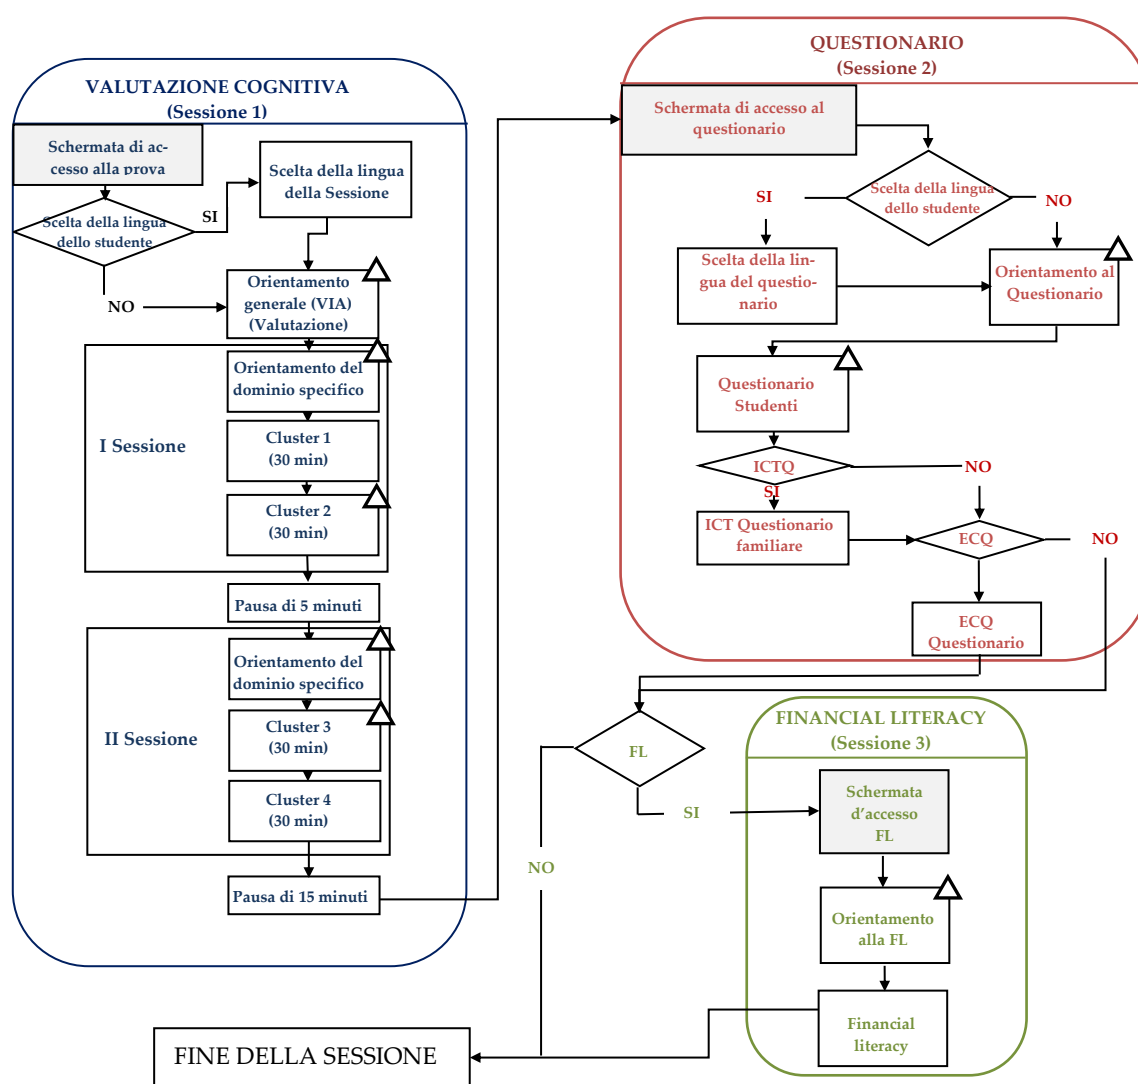 VALUTAZIONE COGNITIVA
(Sessione 1)
Schermata di ac-
cesso alla prova
Scelta della lingua
della Sessione
SI
Scelta della lingua
dello studente
NO
Orientamento
generale (VIA)
(Valutazione)
I Sessione
Orientamento del
dominio specifico
Cluster 1
(30 min)
Cluster 2
(30 min)
Pausa di 5 minuti
II Sessione
Orientamento del
dominio specifico
Cluster 3
(30 min)
Cluster 4
(30 min)
Pausa di 15 minuti
QUESTIONARIO
(Sessione 2)
Schermata di accesso al
questionario
Scelta della lingua
dello studente
SI
NO
Scelta della lin-
gua del questio-
nario
Orientamento al
Questionario
Questionario
Studenti
ICTQ
NO
SI
ICT Questionario
familiare
ECQ
NO
ECQ
Questionario
FL
SI
NO
FINANCIAL LITERACY
(Sessione 3)
Schermata
d’accesso
FL
Orientamento
alla FL
Financial
literacy
FINE DELLA SESSIONE